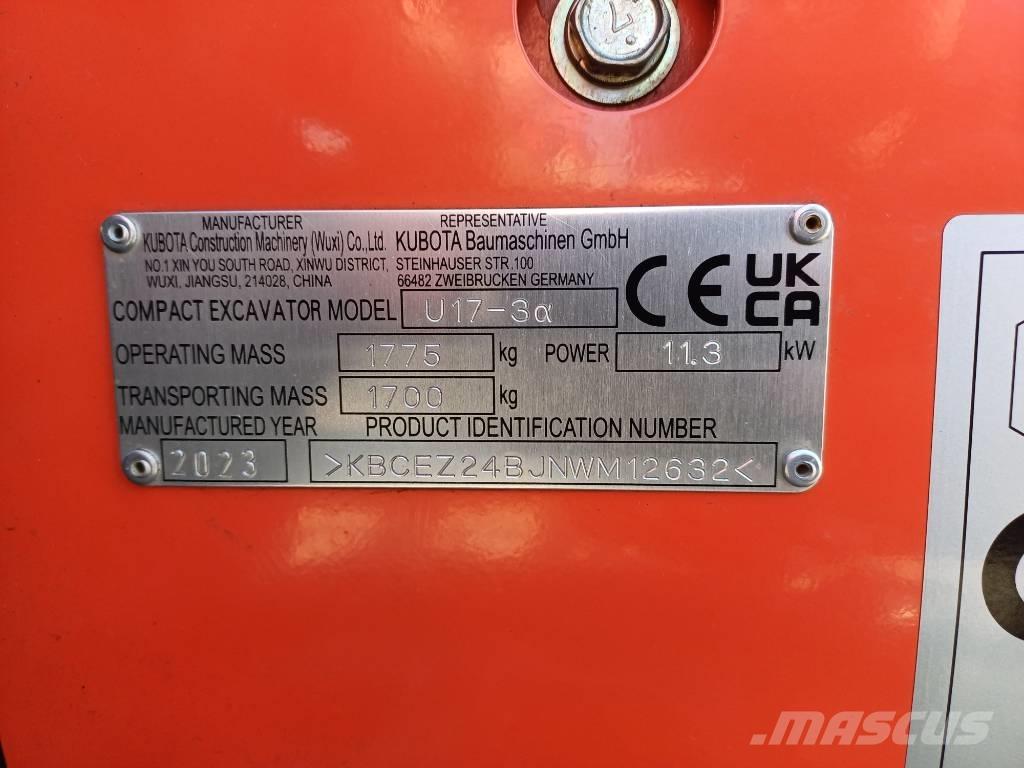 MANUFACTURER REPRESENTATIVE
KUBOTA Construction Machinery (Wuxi) Co., Ltd. KUBOTA Baumaschinen GmbH
NO.1 XIN YOU SOUTH ROAD, XINWU DISTRICT, STEINHAUSER STR.100
WUXI, JIANGSU, 214028, CHINA 66482 ZWEIBRUCKEN GERMANY
CE UK
CA
COMPACT EXCAVATOR MODEL U17-3α
OPERATING MASS 1775 kg POWER 11.3 kW
TRANSPORTING MASS 1700 kg
MANUFACTURED YEAR PRODUCT IDENTIFICATION NUMBER
2023 >KBCEZ24BJNWM12632<
MASCUS